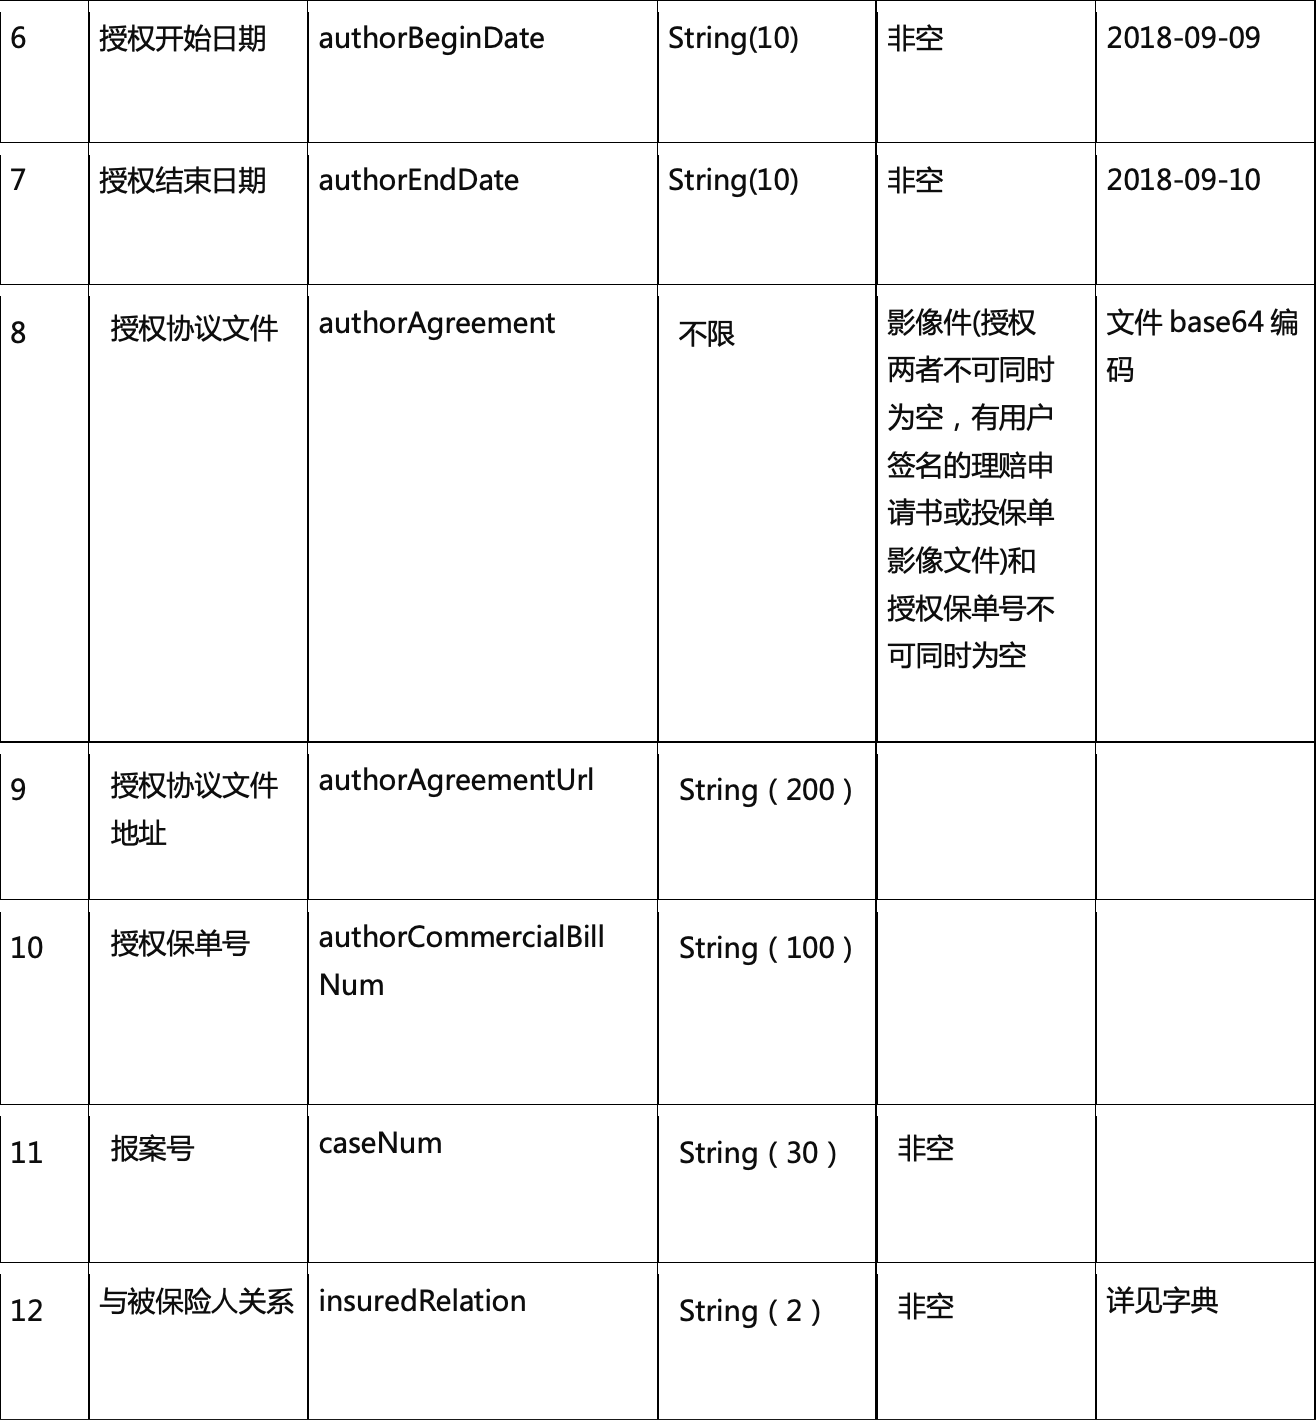 6 授权开始日期 authorBeginDate String(10) 非空 2018-09-09
7 授权结束日期 authorEndDate String(10) 非空 2018-09-10
8 授权协议文件 authorAgreement 不限 影像件(授权 文件 base64 编
两者不可同时 码
为空，有用户
签名的理赔申
请书或投保单
影像文件)和
授权保单号不
可同时为空
9 授权协议文件 authorAgreementUrl String（200）
地址
10 授权保单号 authorCommercialBill String（100）
Num
11 报案号 caseNum String（30） 非空
12 与被保险人关系 insuredRelation String（2） 非空 详见字典